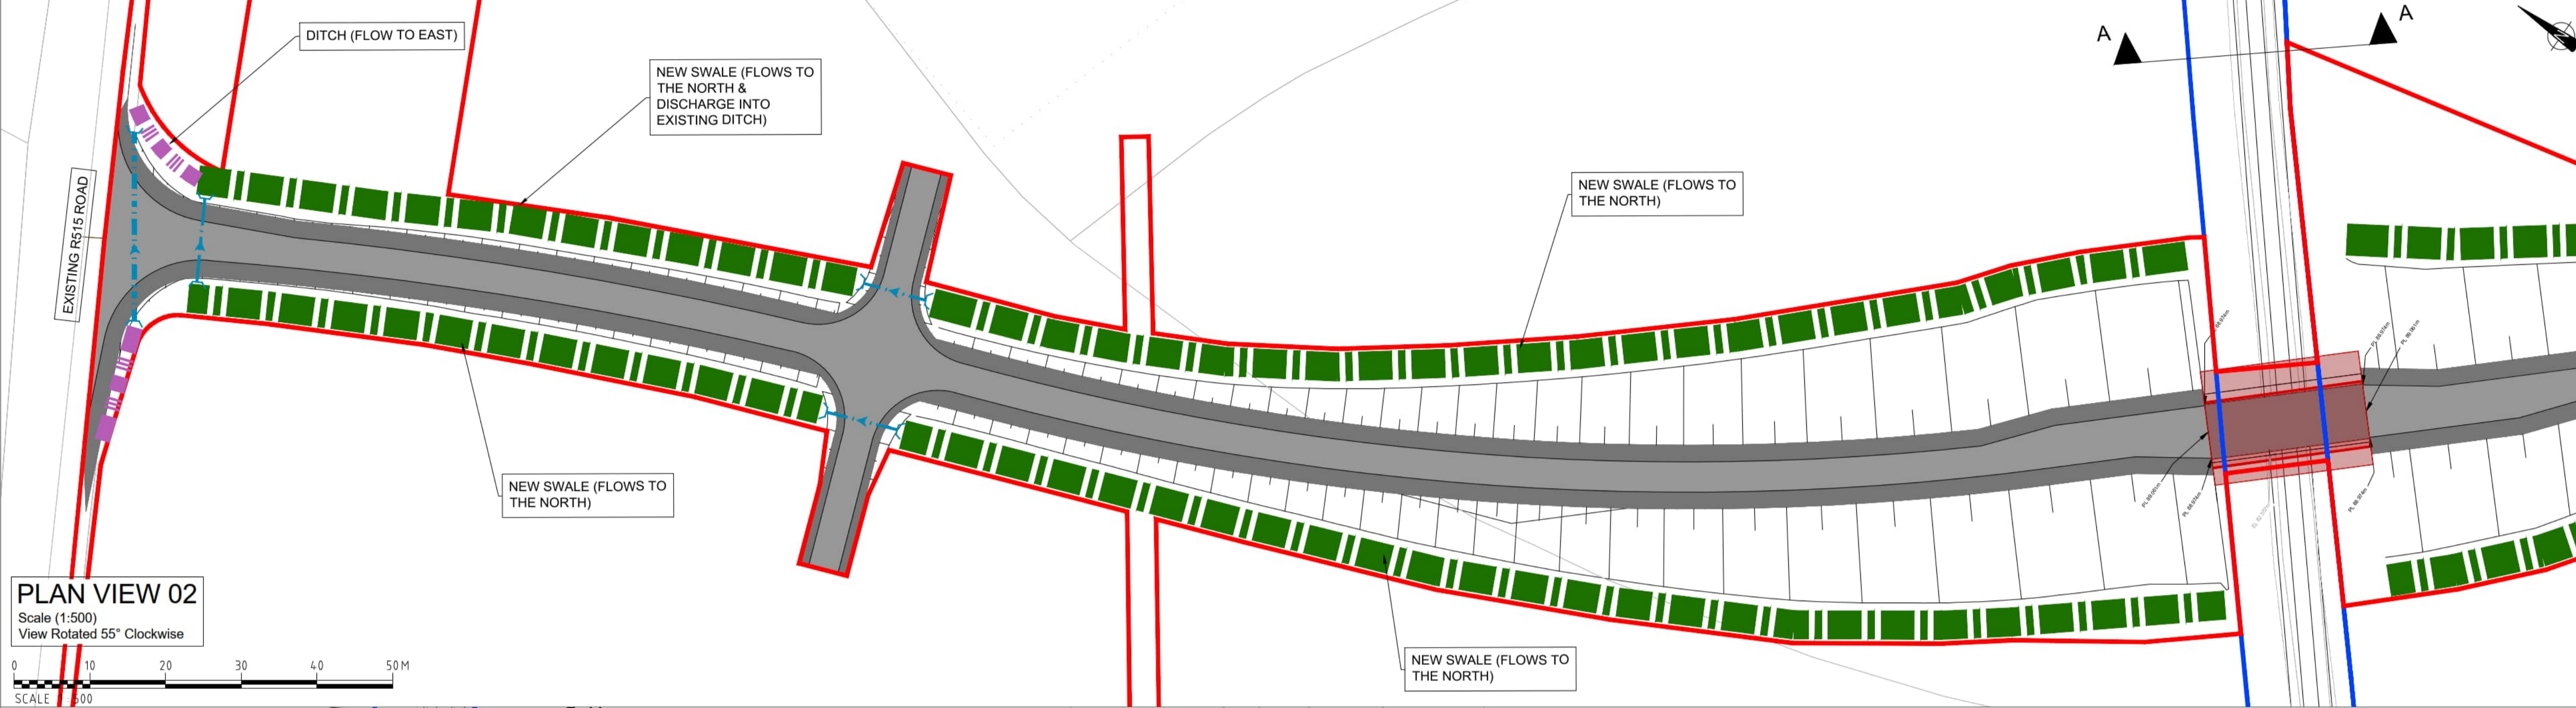 DITCH (FLOW TO EAST)
NEW SWALE (FLOWS TO
THE NORTH &
DISCHARGE INTO
EXISTING DITCH)
A
A
EXISTING R515 ROAD
NEW SWALE (FLOWS TO
THE NORTH)
NEW SWALE (FLOWS TO
THE NORTH)
NEW SWALE (FLOWS TO
THE NORTH)
PLAN VIEW 02
Scale (1:500)
View Rotated 55° Clockwise
0 10 20 30 40 50M
SCALE 1:500